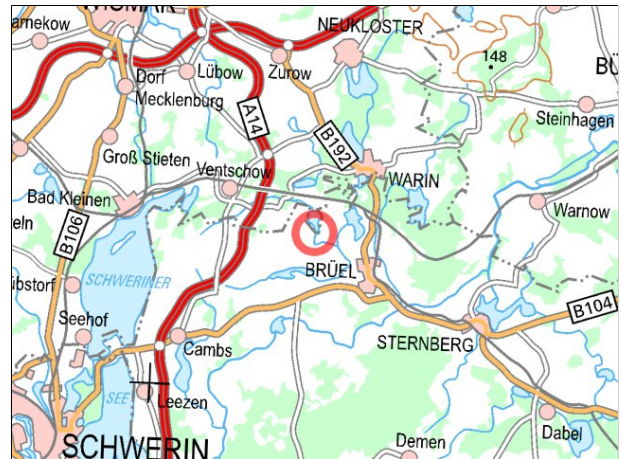 WISMAR
NEUKLOSTER
Zurow
Lübow
148
Dorf
Mecklenburg
A14
B192
Steinhagen
Groß Stieten
Ventschow
WARIN
Bad Kleinen
Warnow
B106
SCHWERINER
BRÜEL
B104
Seehof
STERNBERG
Cambs
SEE
Leezen
SCHWERIN
Demen
Dabel